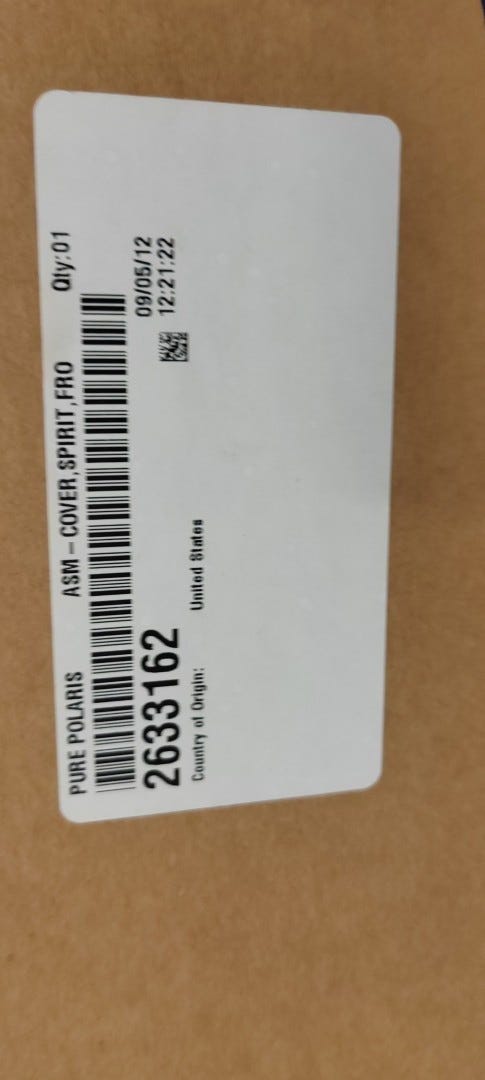 PURE POLARIS ASM - COVER,SPIRIT,FRO Qty:01
2633162 09/05/12
12:21:22
Country of Origin: United States